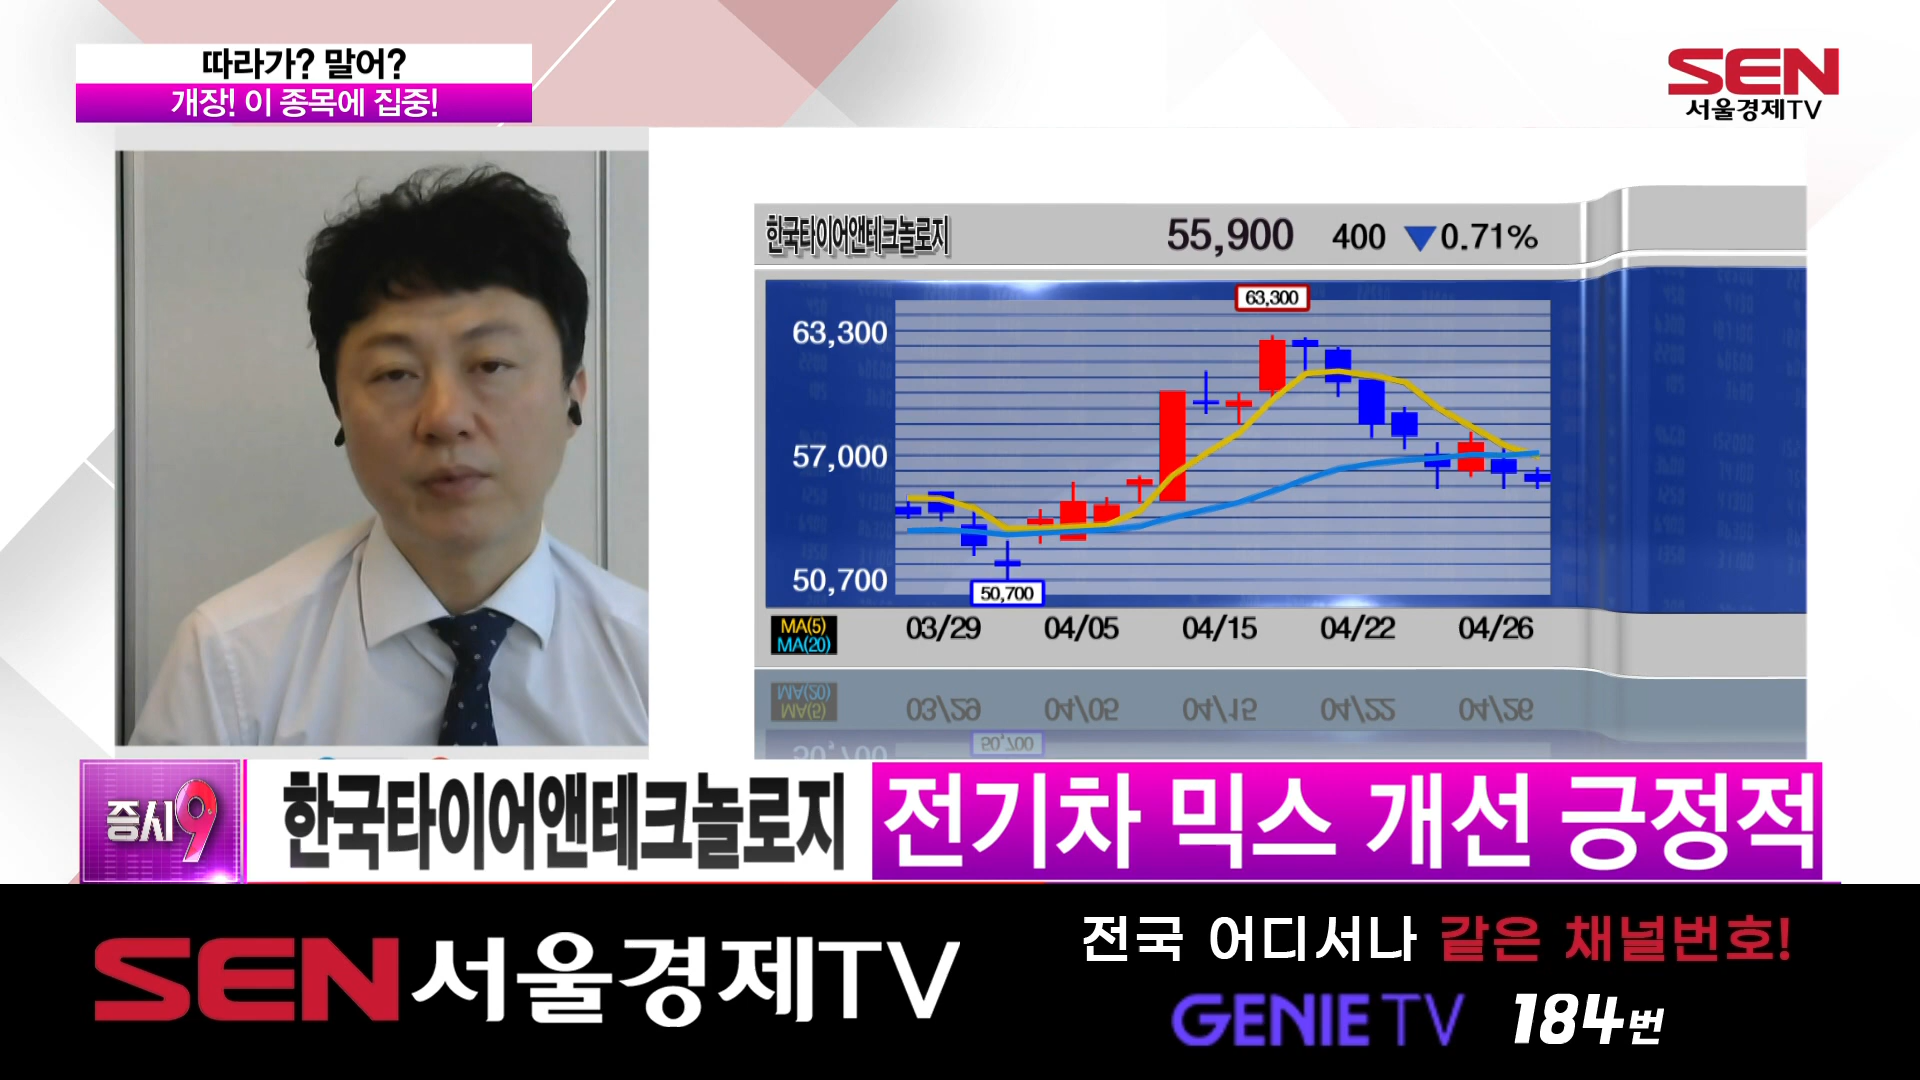 따라가? 말어?
개장! 이 종목에 집중!
SEN
서울경제TV
한국타이어앤테크놀로지 55,900 400 ▼0.71%
63,300
63,300
57,000
50,700
50,700
MA(5)
MA(20)
03/29 04/05 04/15 04/22 04/26
증시9
한국타이어앤테크놀로지 전기차 믹스 개선 긍정적
SEN서울경제TV
전국 어디서나 같은 채널번호!
GENIE TV 184번